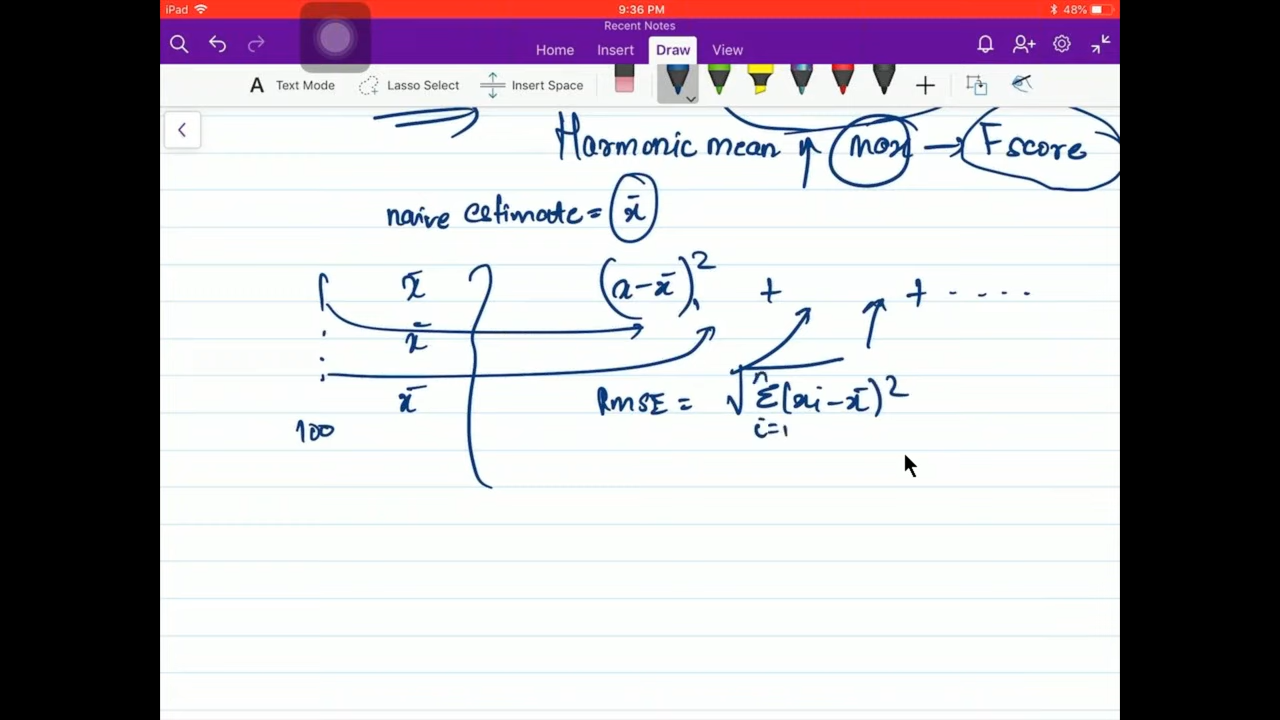 iPad 9:36 PM 48%
Recent Notes
Home Insert Draw View
A Text Mode Lasso Select Insert Space
Harmonic mean ↑ max → Fscore
naive estimate = x̄
x̄ (x-x̄)² + + ....
x̄
x̄ RMSE = √Σ(xi-x̄)²
n
i=1
100